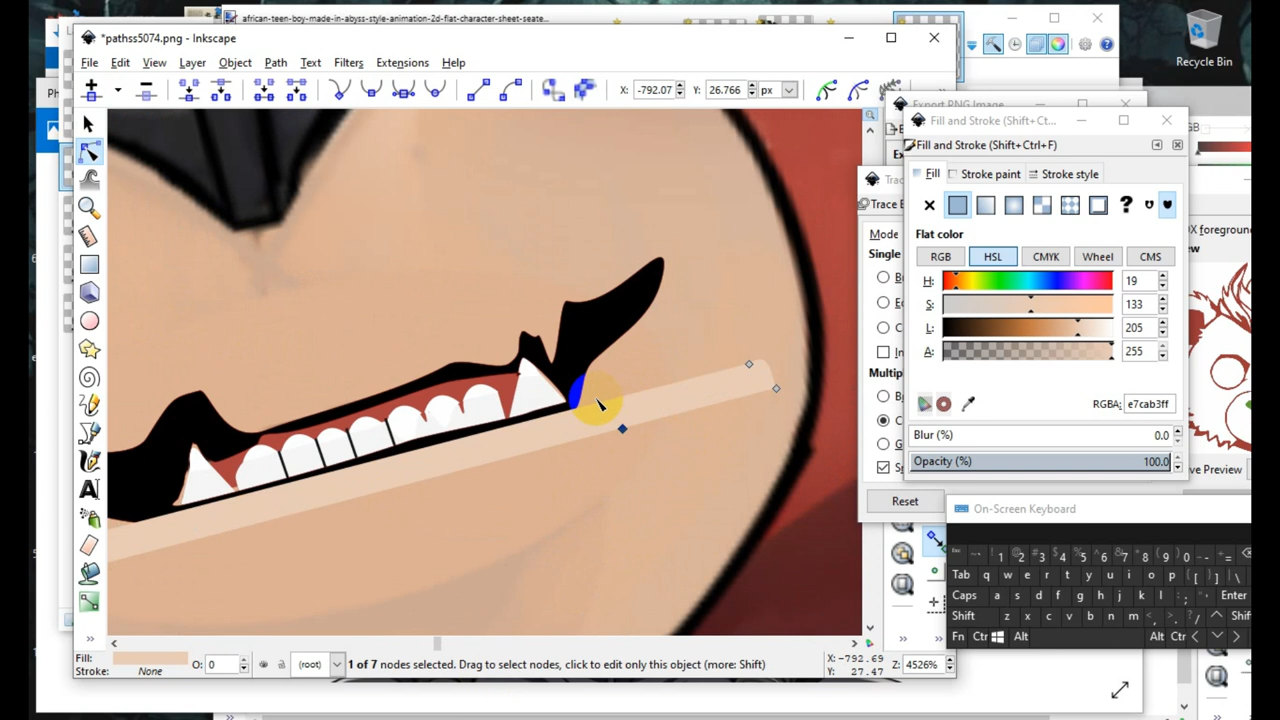 african-teen-boy-made-in-abyss-style-animation-2d-flat-character-sheet-seate...
*pathss5074.png - Inkscape
File Edit View Layer Object Path Filters Extensions Help
X: -792.07 Y: 26.766 px
Recycle Bin
Export PNG Image
Fill and Stroke (Shift+Ct...
Fill and Stroke (Shift+Ctrl+F)
Fill Stroke paint Stroke style
Flat color
RGB HSL CMYK Wheel CMS
H: 19
S: 133
L: 205
A: 255
RGBA: e7cab3ff
Blur (%) 0.0
Opacity (%) 100.0
Mode
Single
Reset
On-Screen Keyboard
Tab q w e r t y u i o p [ ] \
Caps a s d f g h j k l ; ' Enter
Shift z x c v b n m , . / Shif
Fn Ctr Alt Alt Ctr
Fill:
Stroke: None
O: 0
(root)
1 of 7 nodes selected. Drag to select nodes, click to edit only this object (more: Shift)
X:-792.69
Y: 27.47
Z: 4526%